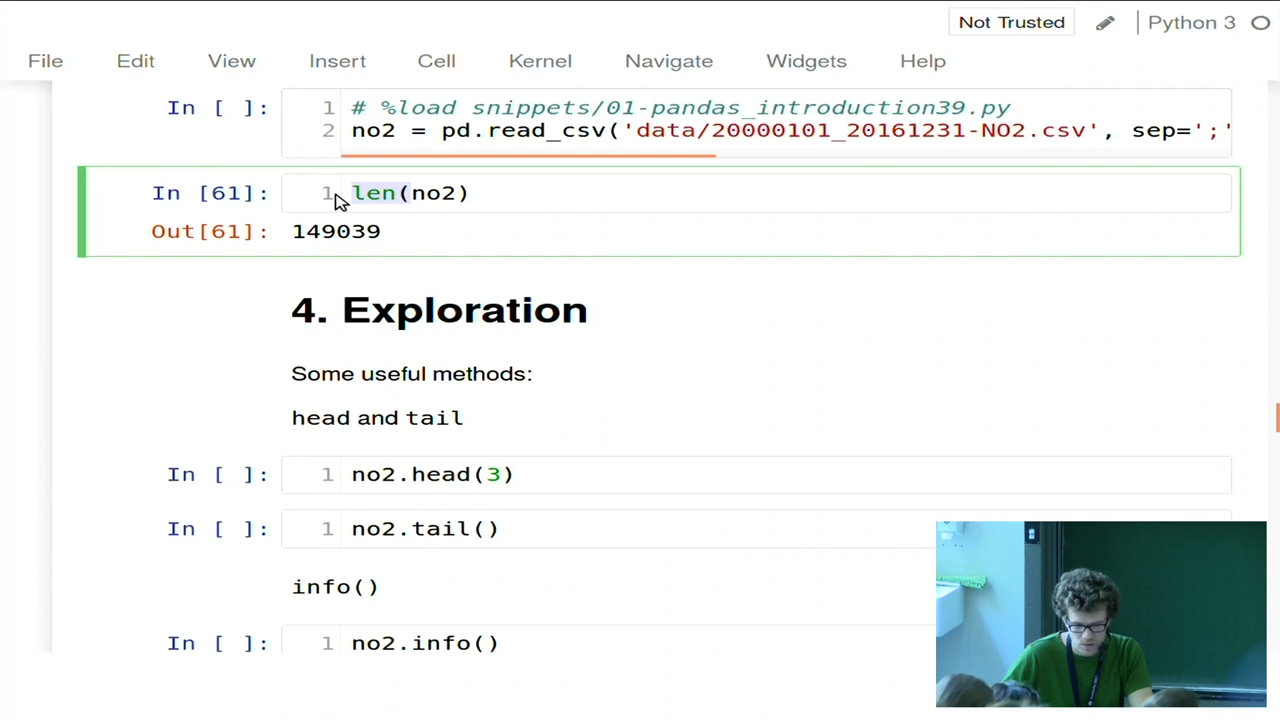 Not Trusted Python 3
File Edit View Insert Cell Kernel Navigate Widgets Help
In [ ]: 1 # %load snippets/01-pandas_introduction39.py
2 no2 = pd.read_csv('data/20000101_20161231-NO2.csv', sep=';'
In [61]: 1 len(no2)
Out[61]: 149039
4. Exploration
Some useful methods:
head and tail
In [ ]: 1 no2.head(3)
In [ ]: 1 no2.tail()
info()
In [ ]: 1 no2.info()